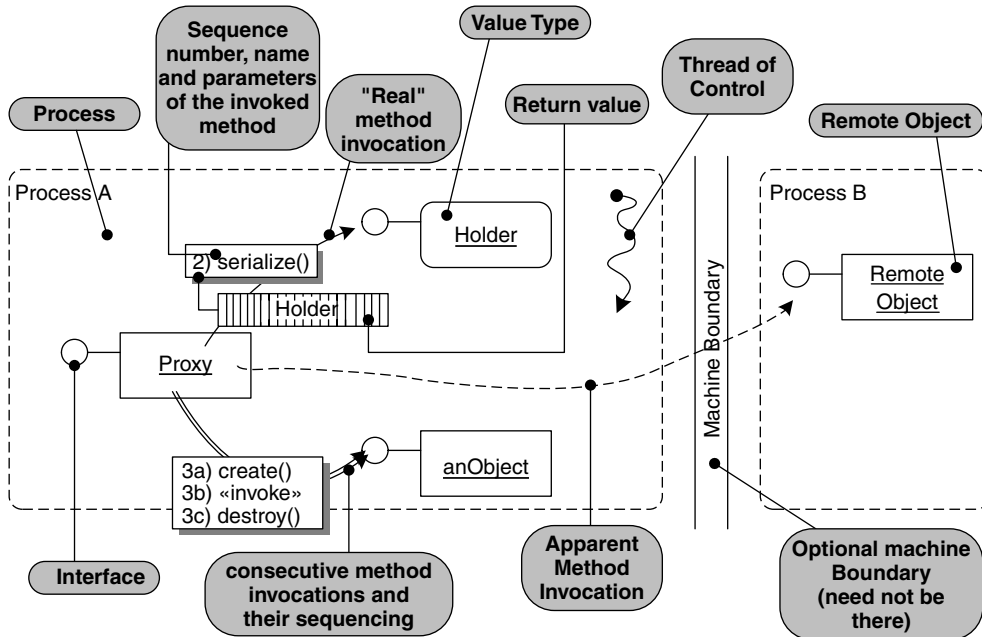 Sequence
number, name
and parameters
of the invoked
method
Value Type
Thread of
Control
"Real"
method
invocation
Return value
Process
Remote Object
Process A
Process B
Holder
2) serialize()
Holder
Remote
Object
Proxy
Machine Boundary
3a) create()
3b) «invoke»
3c) destroy()
anObject
Interface
consecutive method
invocations and
their sequencing
Apparent
Method
Invocation
Optional machine
Boundary
(need not be
there)